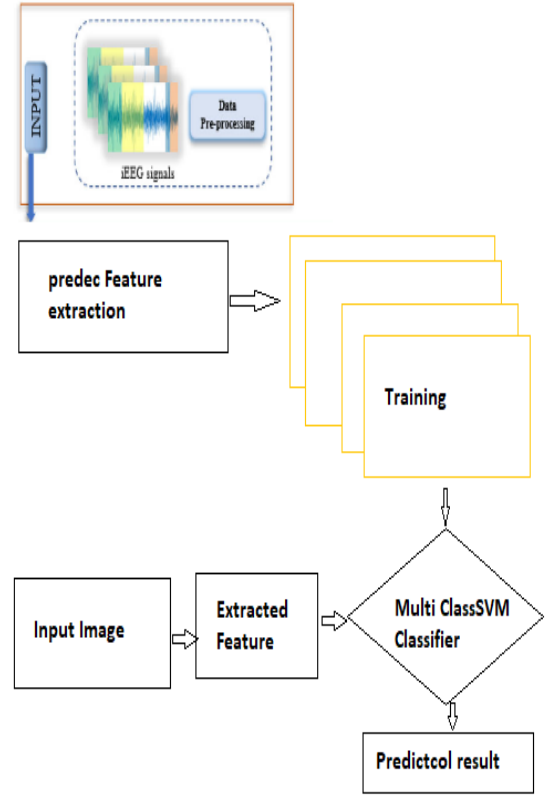 INPUT
Data
Pre-processing
iEEG signals
predec Feature
extraction
Training
Input Image
Extracted
Feature
Multi ClassSVM
Classifier
Predictcol result